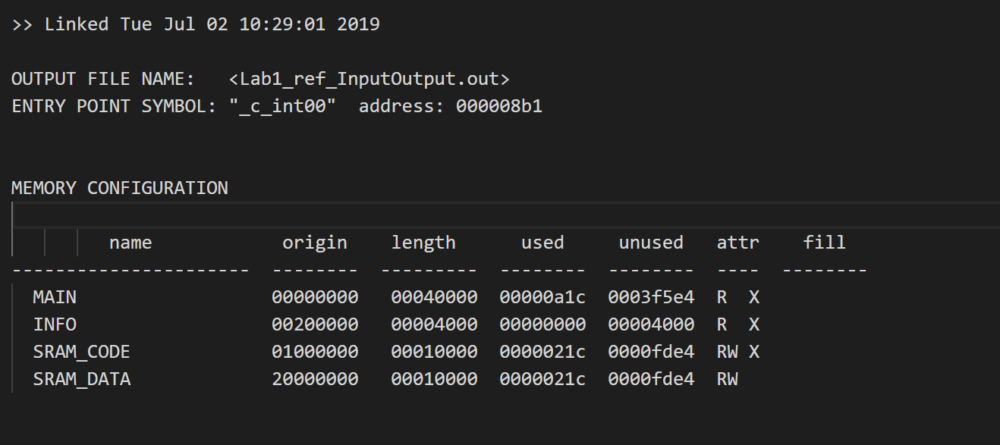 >> Linked Tue Jul 02 10:29:01 2019
OUTPUT FILE NAME:   <Lab1_ref_InputOutput.out>
ENTRY POINT SYMBOL: "_c_int00"  address: 000008b1
MEMORY CONFIGURATION
         name            origin    length      used     unused   attr    fill
----------------------  --------  ---------  --------  --------  ----  --------
  MAIN                  00000000   00040000  00000a1c  0003f5e4  R  X
  INFO                  00200000   00004000  00000000  00004000  R  X
  SRAM_CODE             01000000   00010000  0000021c  0000fde4  RW X
  SRAM_DATA             20000000   00010000  0000021c  0000fde4  RW